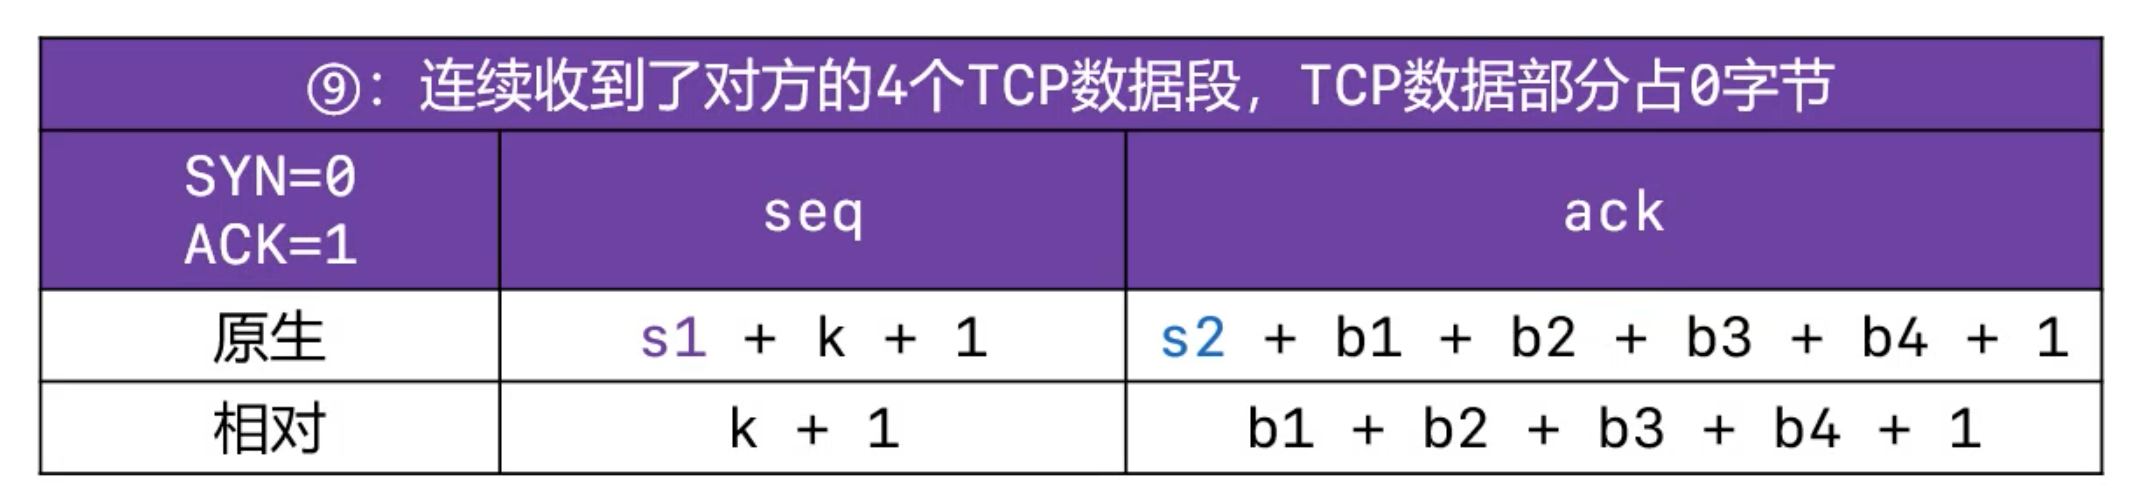 ⑨：连续收到了对方的4个TCP数据段，TCP数据部分占0字节
SYN=0
ACK=1
seq
ack
原生
s1 + k + 1
s2 + b1 + b2 + b3 + b4 + 1
相对
k + 1
b1 + b2 + b3 + b4 + 1